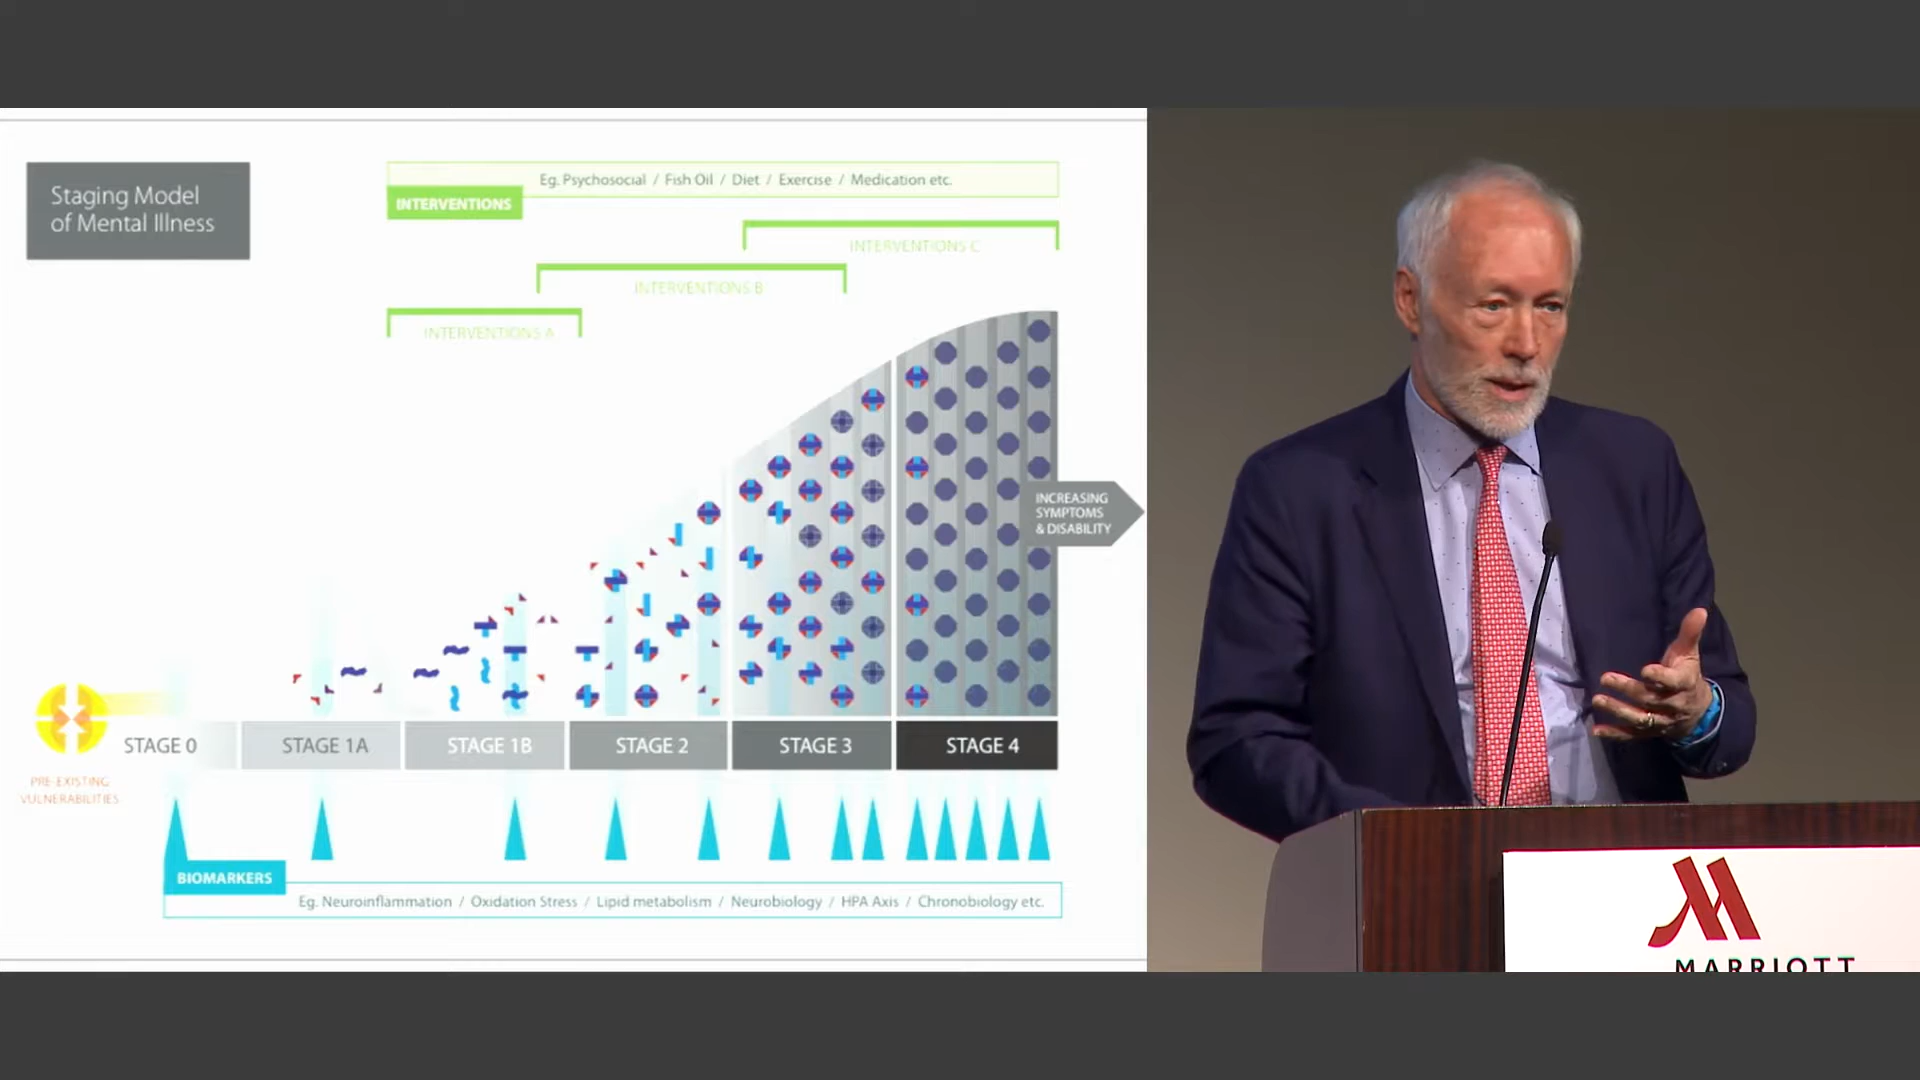 Staging Model
of Mental Illness
Eg. Psychosocial / Fish Oil / Diet / Exercise / Medication etc.
INTERVENTIONS
INTERVENTIONS C
INTERVENTIONS B
INTERVENTIONS A
INCREASING
SYMPTOMS
& DISABILITY
STAGE 0
STAGE 1A
STAGE 1B
STAGE 2
STAGE 3
STAGE 4
PRE-EXISTING
VULNERABILITIES
BIOMARKERS
Eg. Neuroinflammation / Oxidation Stress / Lipid metabolism / Neurobiology / HPA Axis / Chronobiology etc.
MARRIOTT